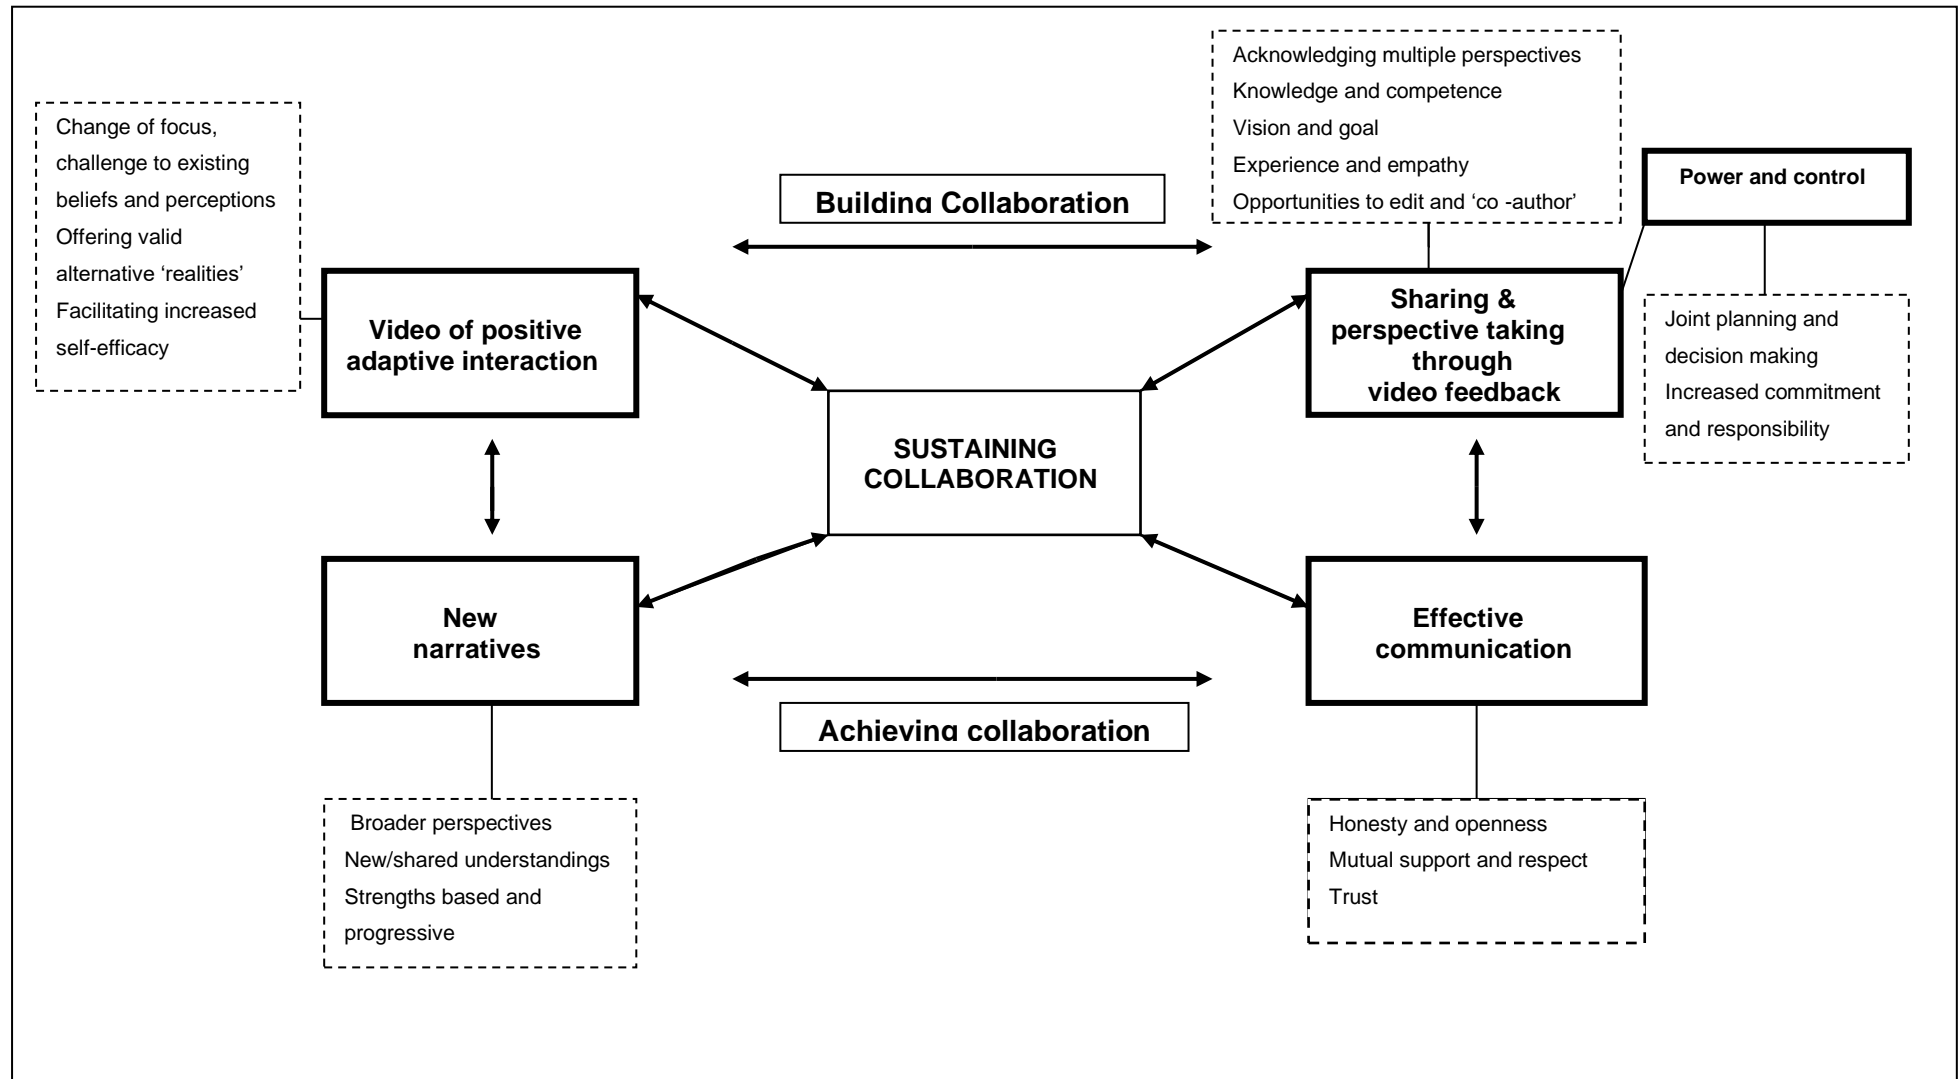 Acknowledging multiple perspectives
Knowledge and competence
Vision and goal
Experience and empathy
Opportunities to edit and ‘co -author’
Change of focus,
challenge to existing
beliefs and perceptions
Offering valid
alternative ‘realities’
Facilitating increased
self-efficacy
Building Collaboration
Power and control
Video of positive
adaptive interaction
Sharing &
perspective taking
through
video feedback
Joint planning and
decision making
Increased commitment
and responsibility
SUSTAINING
COLLABORATION
New
narratives
Effective
communication
Achieving collaboration
Broader perspectives
New/shared understandings
Strengths based and
progressive
Honesty and openness
Mutual support and respect
Trust